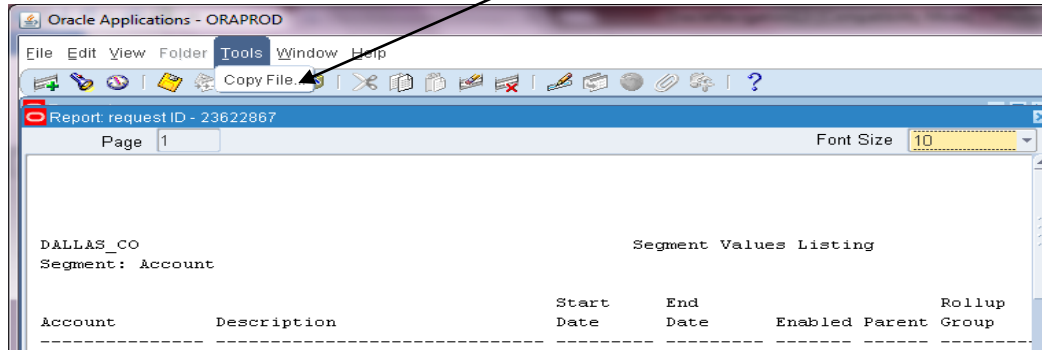 Oracle Applications - ORAPROD
File Edit View Folder Tools Window Help
Copy File...
?
Report: request ID - 23622867
Page 1 Font Size 10
DALLAS_CO Segment Values Listing
Segment: Account
Start End Rollup
Account Description Date Date Enabled Parent Group
--------------- ------------------------------ --------- --------- ------- ------ ---------